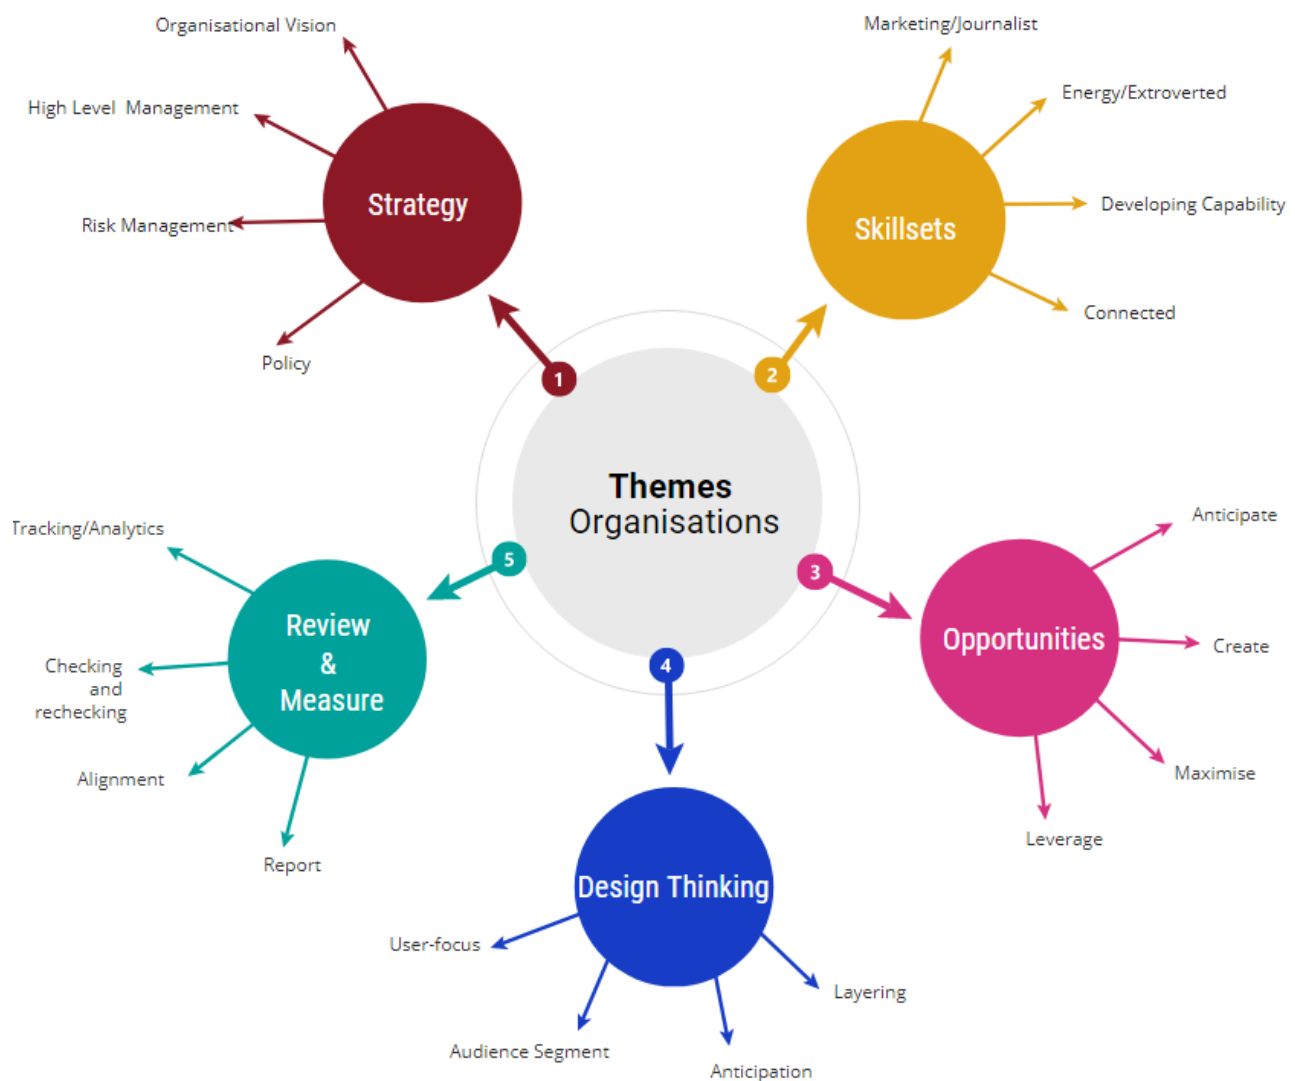 Organisational Vision
High Level  Management
Risk Management
Policy
Strategy
1
Marketing/Journalist
Energy/Extroverted
Developing Capability
Connected
Skillsets
2
Themes
Organisations
3
Opportunities
Anticipate
Create
Maximise
Leverage
4
Design Thinking
User-focus
Audience Segment
Anticipation
Layering
5
Review
&
Measure
Tracking/Analytics
Checking
and
rechecking
Alignment
Report